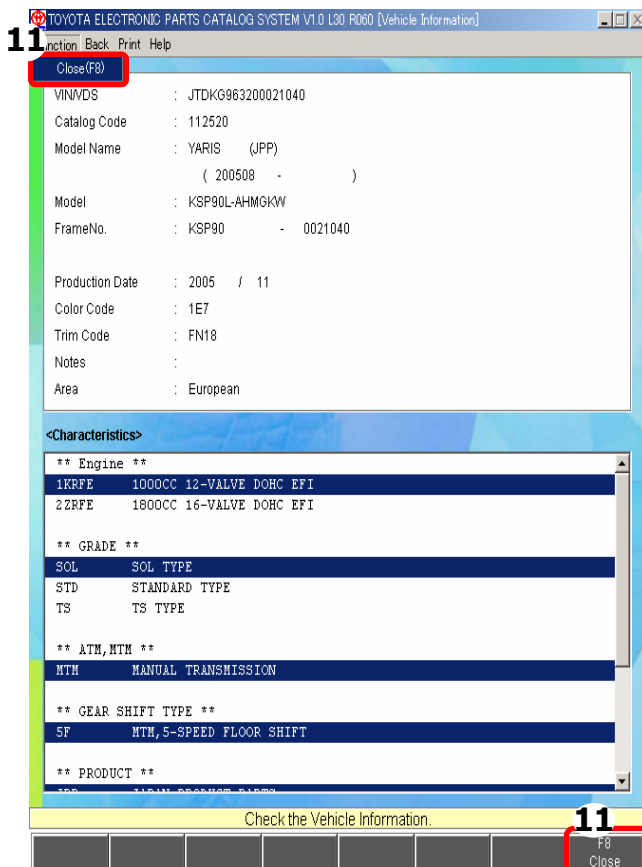 TOYOTA ELECTRONIC PARTS CATALOG SYSTEM V1.0 L30 R060 [Vehicle Information]
11
nction Back Print Help
Close(F8)
VIN/VDS : JTDKG963200021040
Catalog Code : 112520
Model Name : YARIS (JPP)
( 200508 - )
Model : KSP90L-AHMGKW
FrameNo. : KSP90 - 0021040
Production Date : 2005 / 11
Color Code : 1E7
Trim Code : FN18
Notes :
Area : European
<Characteristics>
** Engine **
1KRFE 1000CC 12-VALVE DOHC EFI
2ZRFE 1800CC 16-VALVE DOHC EFI
** GRADE **
SOL SOL TYPE
STD STANDARD TYPE
TS TS TYPE
** ATM,MTM **
MTM MANUAL TRANSMISSION
** GEAR SHIFT TYPE **
5F MTM,5-SPEED FLOOR SHIFT
** PRODUCT **
Check the Vehicle Information.
11
F8
Close